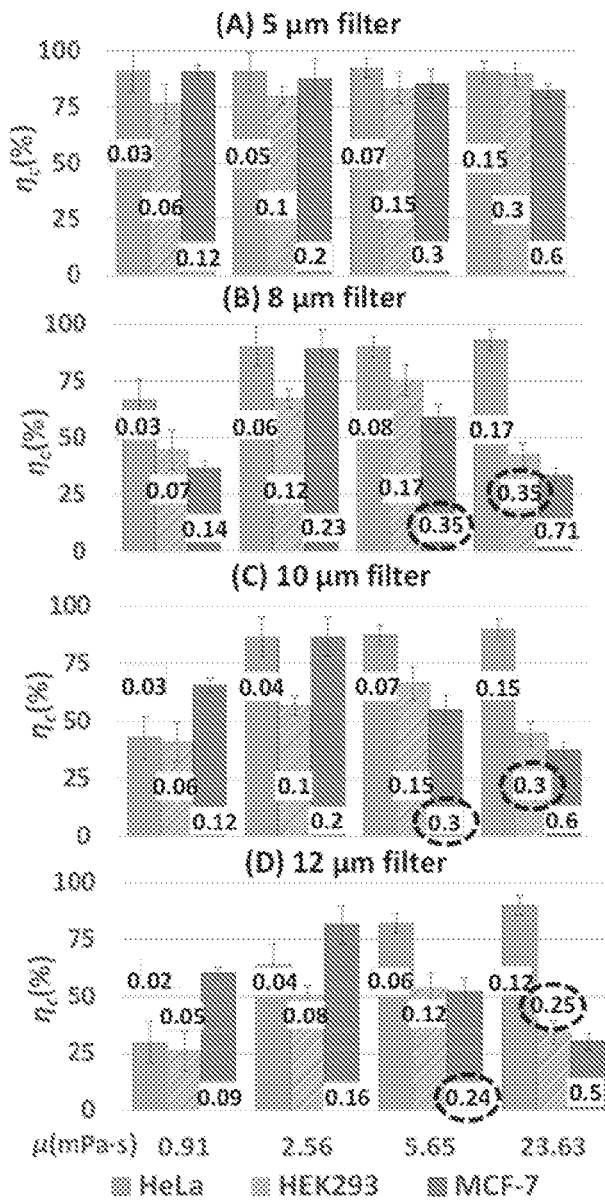 (A) 5 µm filter
100
75
50
25
0
ηc(%)
0.03 0.05 0.07 0.15
0.06 0.1 0.15 0.3
0.12 0.2 0.3 0.6
(B) 8 µm filter
100
75
50
25
0
ηc(%)
0.03 0.06 0.08 0.17
0.07 0.12 0.17 0.35
0.14 0.23 0.35 0.71
(C) 10 µm filter
100
75
50
25
0
ηc(%)
0.03 0.04 0.07 0.15
0.06 0.1 0.15 0.3
0.12 0.2 0.3 0.6
(D) 12 µm filter
100
75
50
25
0
ηc(%)
0.02 0.04 0.06 0.12
0.05 0.08 0.12 0.25
0.09 0.16 0.24 0.5
µ(mPa·s) 0.91 2.56 5.65 23.63
HeLa HEK293 MCF-7